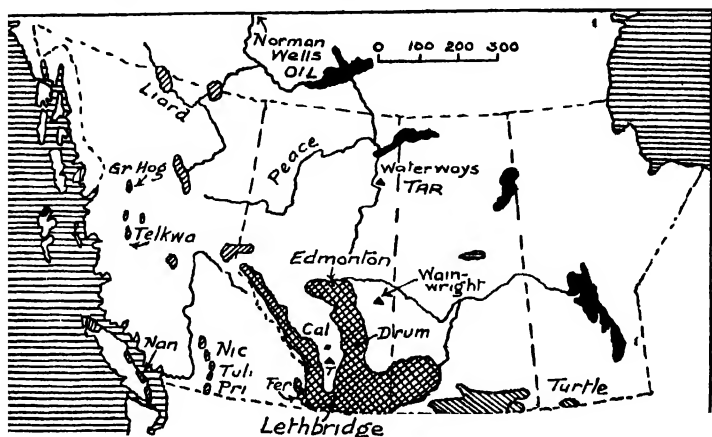 Norman
Wells
OIL
0 100 200 300
Liard
Peace
Waterways
TAR
Gr Hog
Telkwa
Edmonton
Wain-
wright
Cal
Drum
T
Nan
Nic
Tuli
Pri
Fer
Turtle
Lethbridge